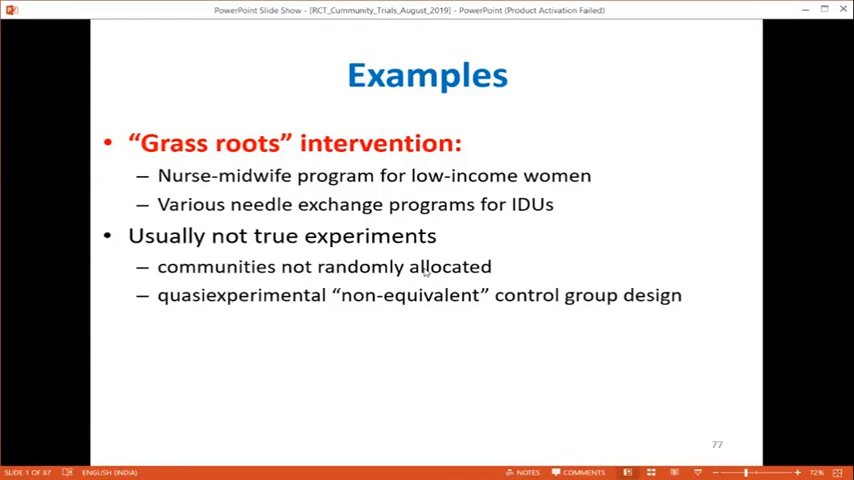 PowerPoint Slide Show - [RCT_Cummunity_Trials_August_2019] - PowerPoint (Product Activation Failed)
Examples
• “Grass roots” intervention:
– Nurse-midwife program for low-income women
– Various needle exchange programs for IDUs
• Usually not true experiments
– communities not randomly allocated
– quasiexperimental “non-equivalent” control group design
77
SLIDE 1 OF 87 ENGLISH (INDIA) NOTES COMMENTS 72%